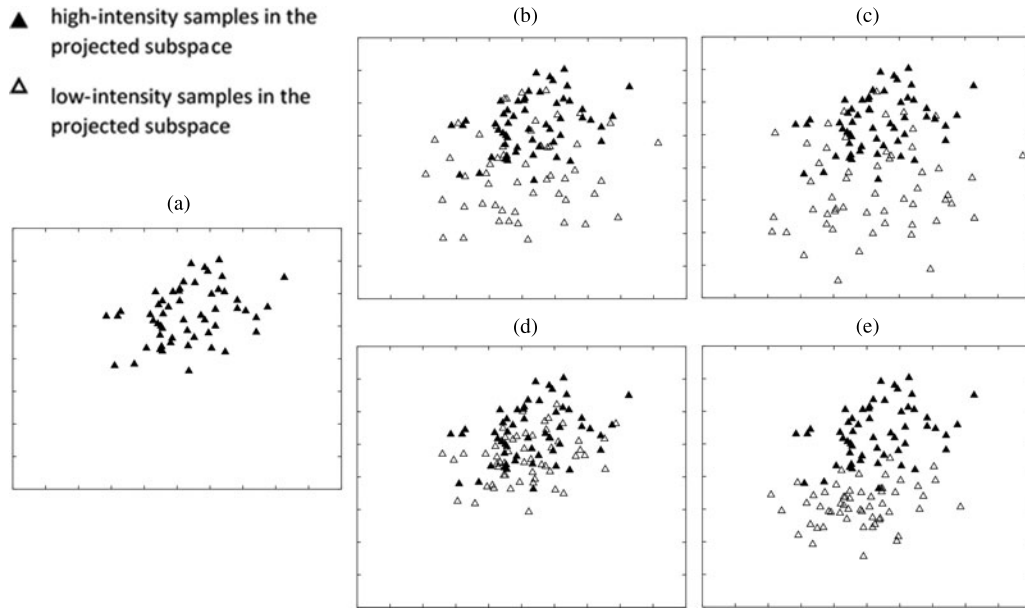 high-intensity samples in the
projected subspace
low-intensity samples in the
projected subspace
(a)
(b)
(c)
(d)
(e)